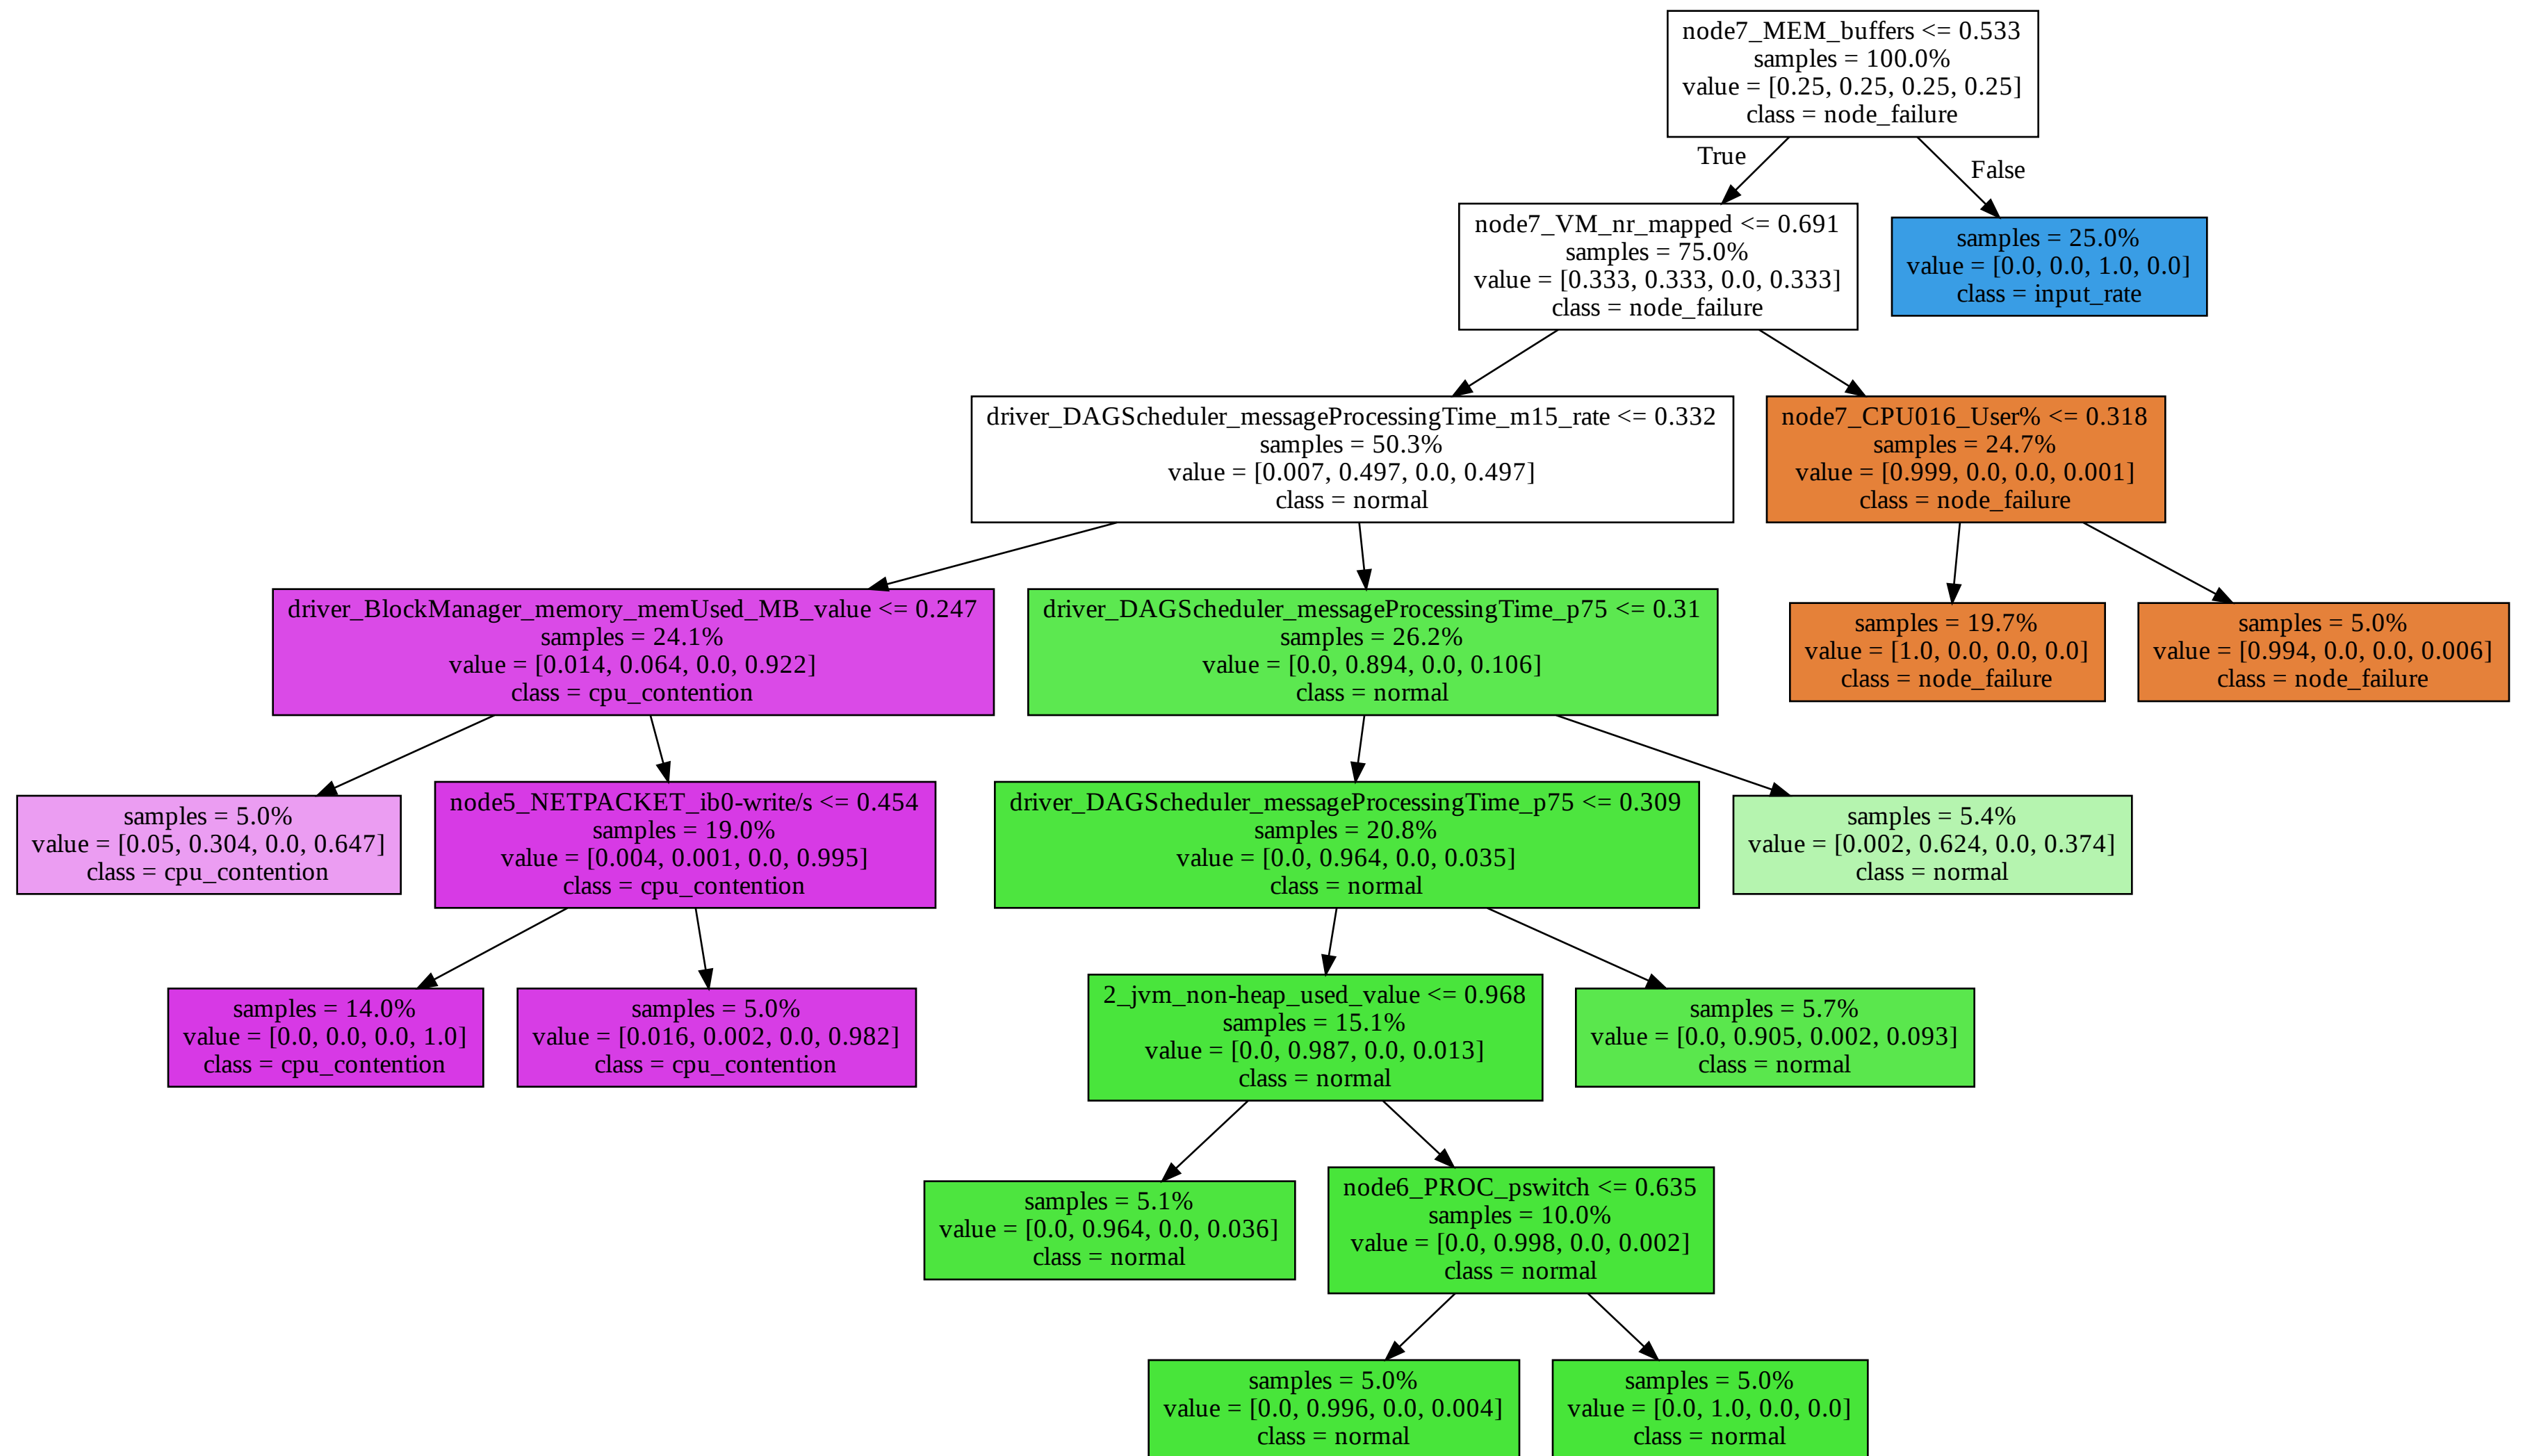 node7_MEM_buffers <= 0.533
samples = 100.0%
value = [0.25, 0.25, 0.25, 0.25]
class = node_failure
True
False
node7_VM_nr_mapped <= 0.691
samples = 75.0%
value = [0.333, 0.333, 0.0, 0.333]
class = node_failure
samples = 25.0%
value = [0.0, 0.0, 1.0, 0.0]
class = input_rate
driver_DAGScheduler_messageProcessingTime_m15_rate <= 0.332
samples = 50.3%
value = [0.007, 0.497, 0.0, 0.497]
class = normal
node7_CPU016_User% <= 0.318
samples = 24.7%
value = [0.999, 0.0, 0.0, 0.001]
class = node_failure
driver_BlockManager_memory_memUsed_MB_value <= 0.247
samples = 24.1%
value = [0.014, 0.064, 0.0, 0.922]
class = cpu_contention
driver_DAGScheduler_messageProcessingTime_p75 <= 0.31
samples = 26.2%
value = [0.0, 0.894, 0.0, 0.106]
class = normal
samples = 19.7%
value = [1.0, 0.0, 0.0, 0.0]
class = node_failure
samples = 5.0%
value = [0.994, 0.0, 0.0, 0.006]
class = node_failure
samples = 5.0%
value = [0.05, 0.304, 0.0, 0.647]
class = cpu_contention
node5_NETPACKET_ib0-write/s <= 0.454
samples = 19.0%
value = [0.004, 0.001, 0.0, 0.995]
class = cpu_contention
driver_DAGScheduler_messageProcessingTime_p75 <= 0.309
samples = 20.8%
value = [0.0, 0.964, 0.0, 0.035]
class = normal
samples = 5.4%
value = [0.002, 0.624, 0.0, 0.374]
class = normal
samples = 14.0%
value = [0.0, 0.0, 0.0, 1.0]
class = cpu_contention
samples = 5.0%
value = [0.016, 0.002, 0.0, 0.982]
class = cpu_contention
2_jvm_non-heap_used_value <= 0.968
samples = 15.1%
value = [0.0, 0.987, 0.0, 0.013]
class = normal
samples = 5.7%
value = [0.0, 0.905, 0.002, 0.093]
class = normal
samples = 5.1%
value = [0.0, 0.964, 0.0, 0.036]
class = normal
node6_PROC_pswitch <= 0.635
samples = 10.0%
value = [0.0, 0.998, 0.0, 0.002]
class = normal
samples = 5.0%
value = [0.0, 0.996, 0.0, 0.004]
class = normal
samples = 5.0%
value = [0.0, 1.0, 0.0, 0.0]
class = normal